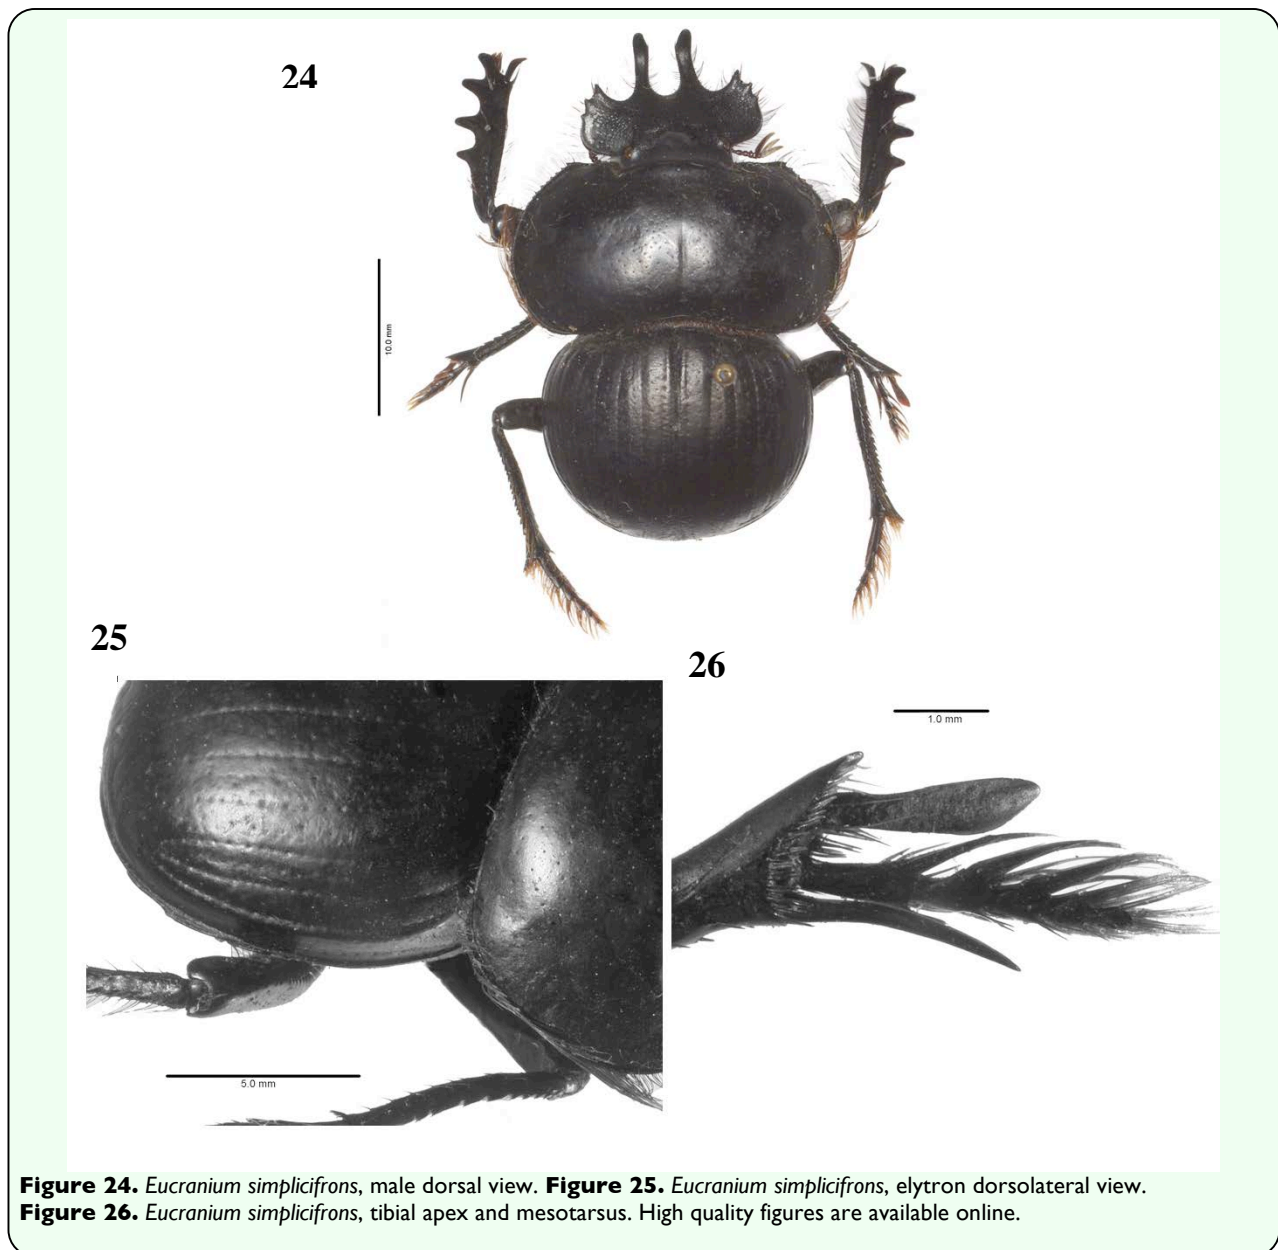 24
10.0 mm
25
26
1.0 mm
5.0 mm
Figure 24. Eucranium simplicifrons, male dorsal view. Figure 25. Eucranium simplicifrons, elytron dorsolateral view.
Figure 26. Eucranium simplicifrons, tibial apex and mesotarsus. High quality figures are available online.